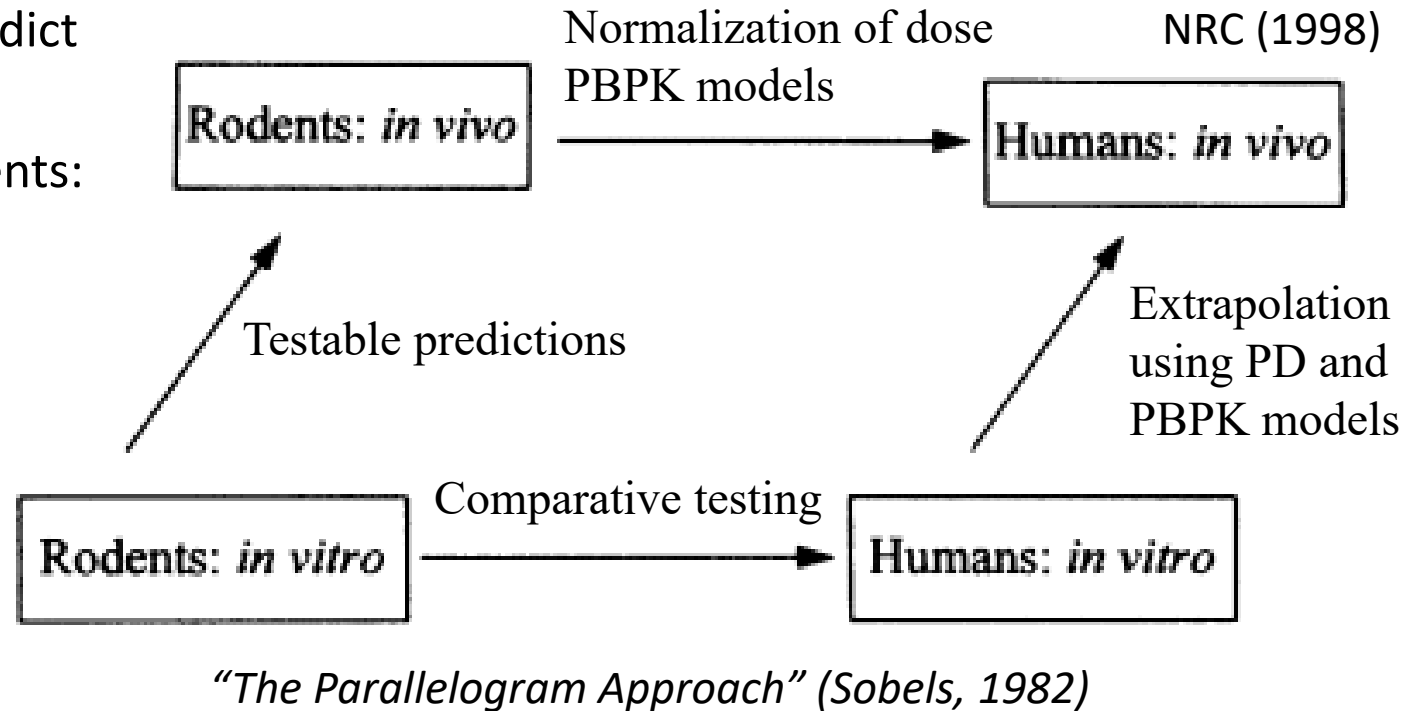 dict
Normalization of dose
PBPK models
NRC (1998)
Rodents: in vivo
Humans: in vivo
ents:
Testable predictions
Extrapolation
using PD and
PBPK models
Comparative testing
Rodents: in vitro
Humans: in vitro
“The Parallelogram Approach” (Sobels, 1982)